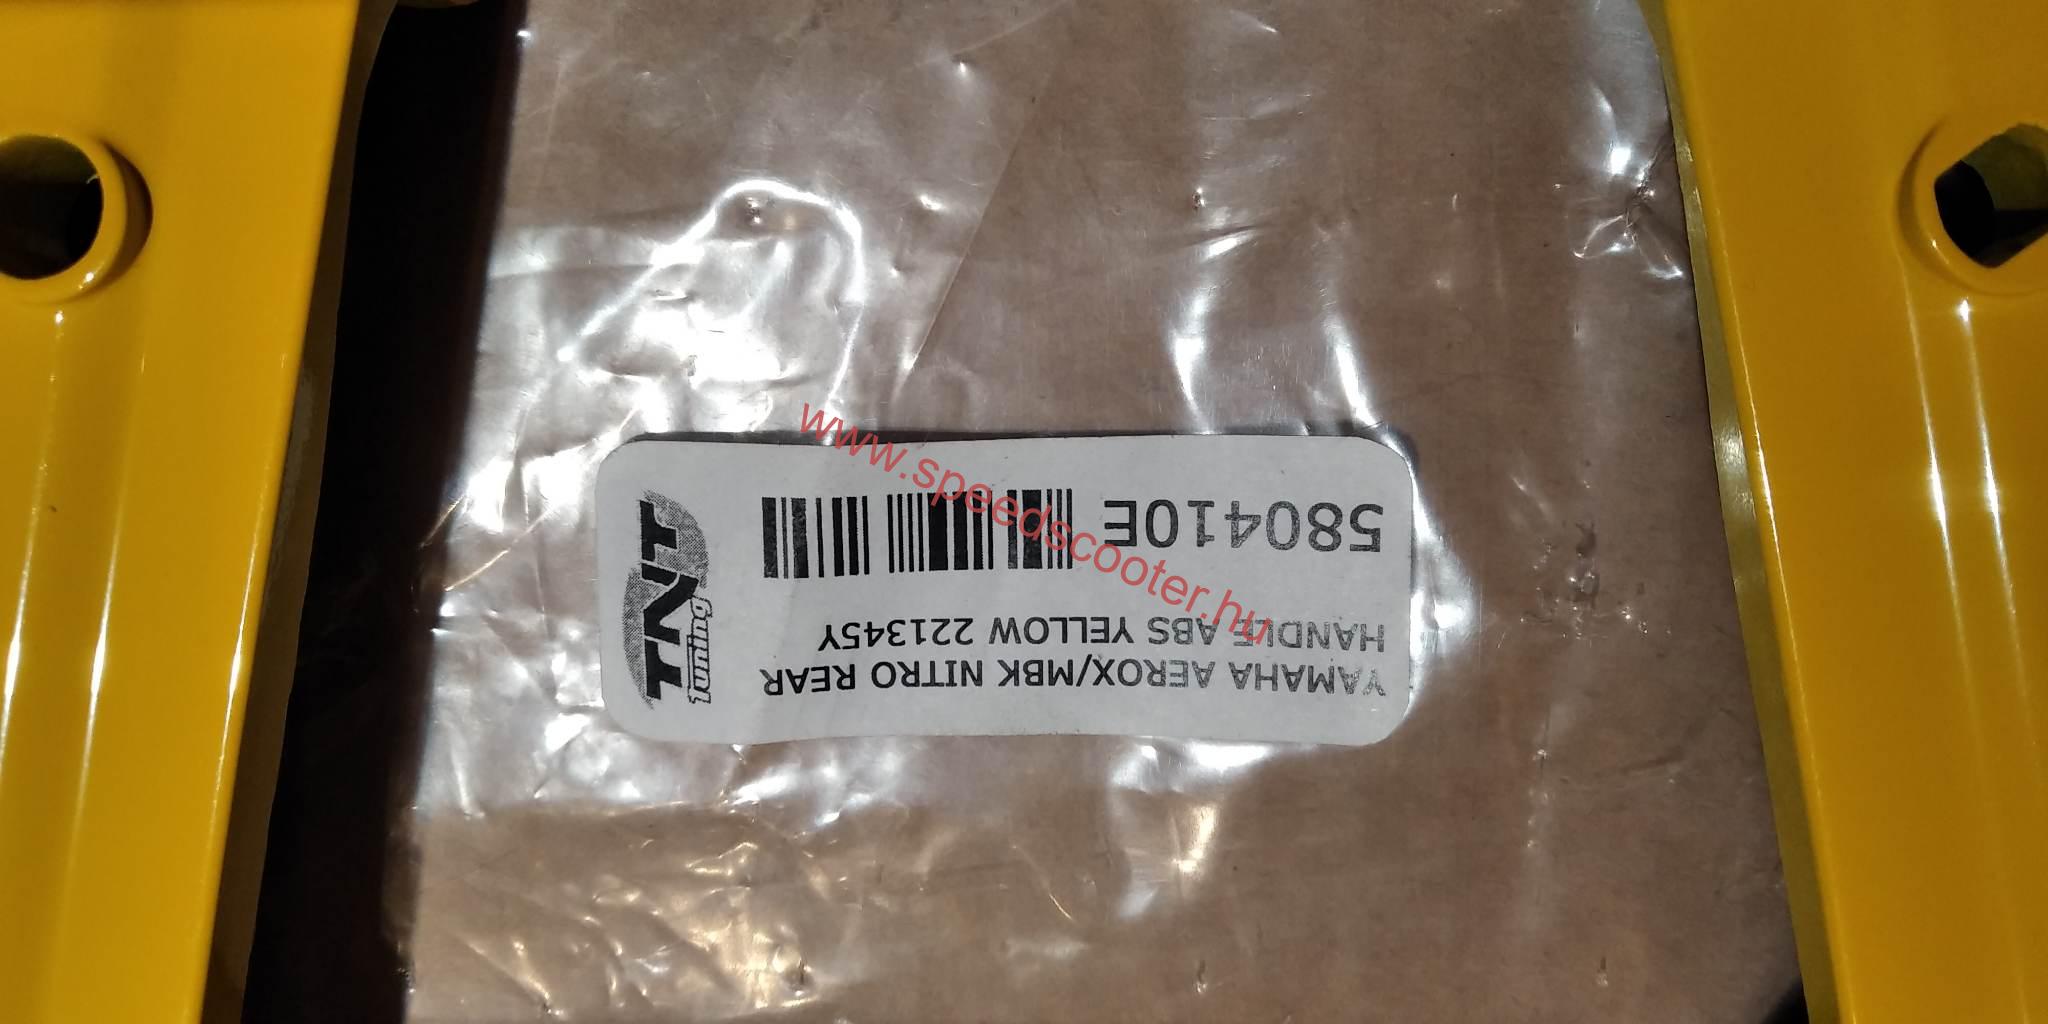 YAMAHA AEROX/MBK NITRO REAR
HANDLE ABS YELLOW 221345Y
580410E
TNT
Tuning
www.speedscooter.hu